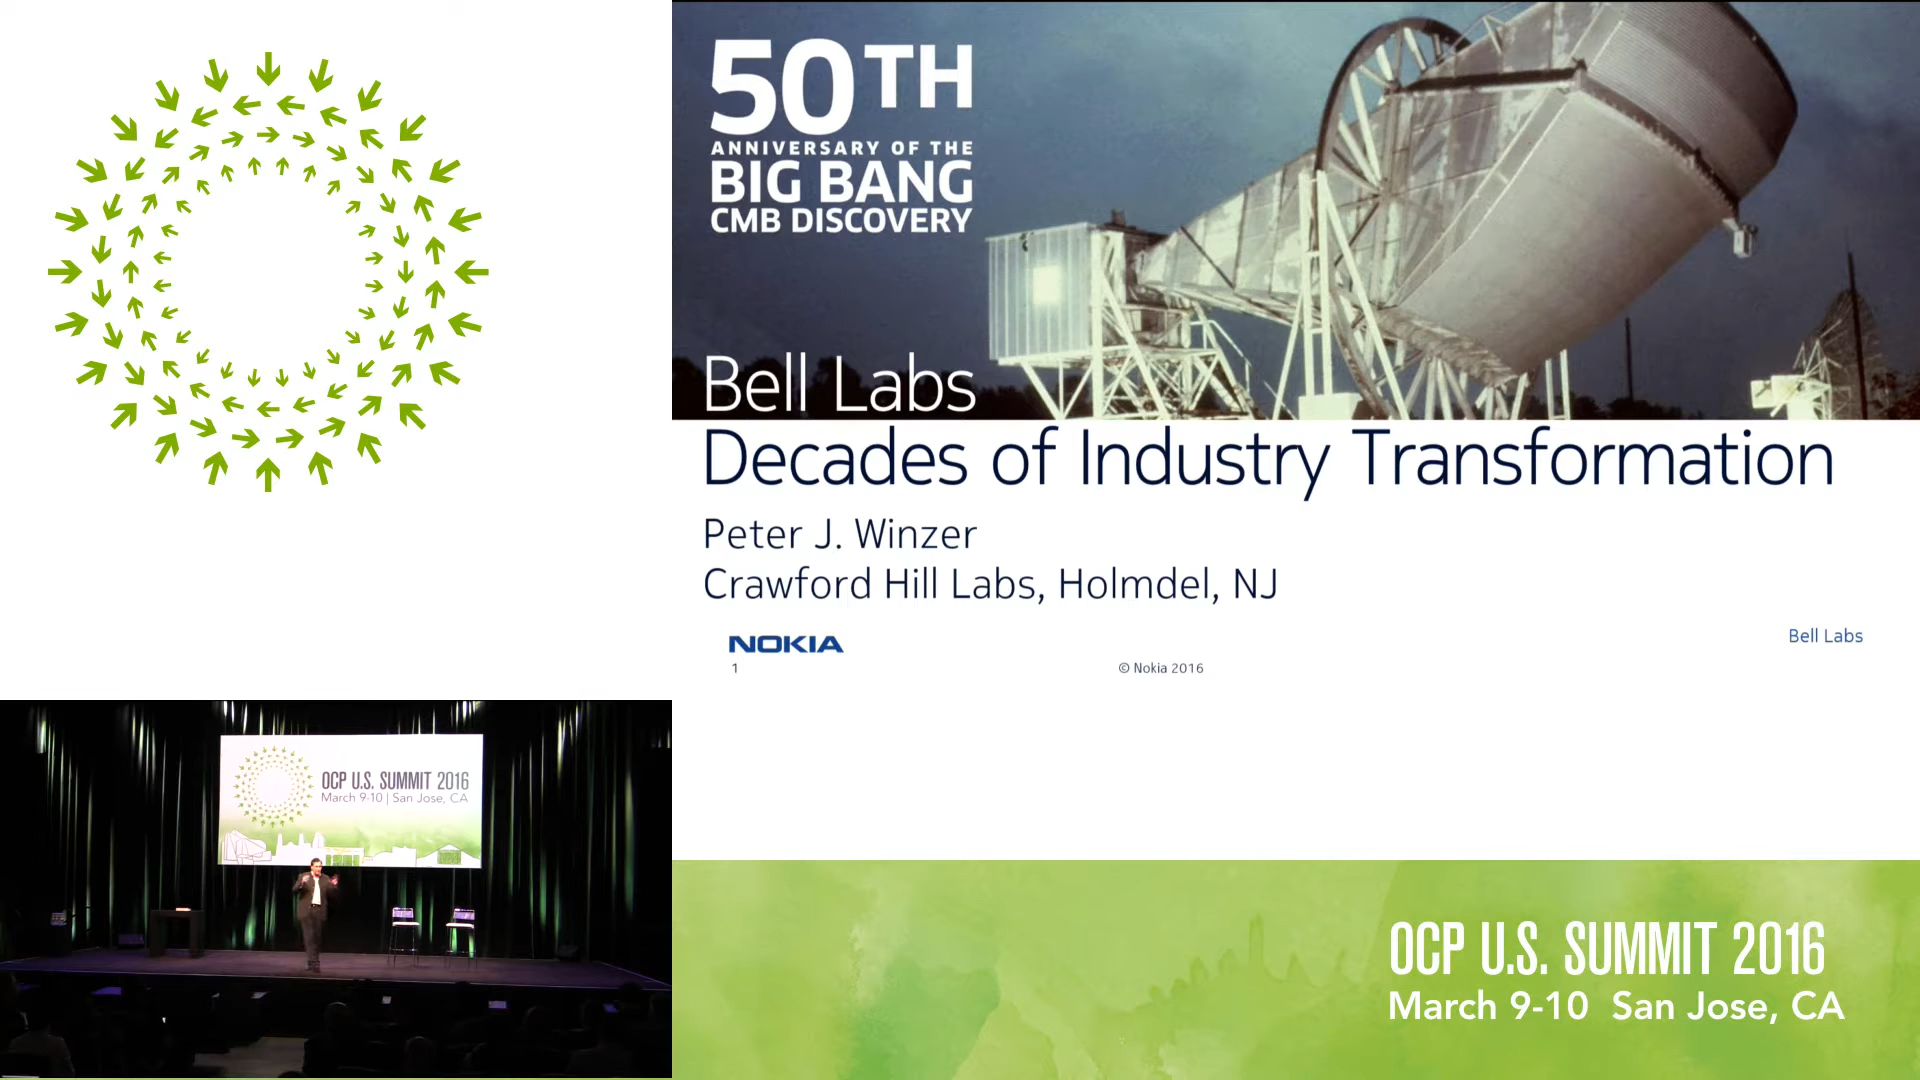 50TH
ANNIVERSARY OF THE
BIG BANG
CMB DISCOVERY
Bell Labs
Decades of Industry Transformation
Peter J. Winzer
Crawford Hill Labs, Holmdel, NJ
NOKIA
Bell Labs
1
© Nokia 2016
OCP U.S. SUMMIT 2016
March 9-10 | San Jose, CA
OCP U.S. SUMMIT 2016
March 9-10 San Jose, CA